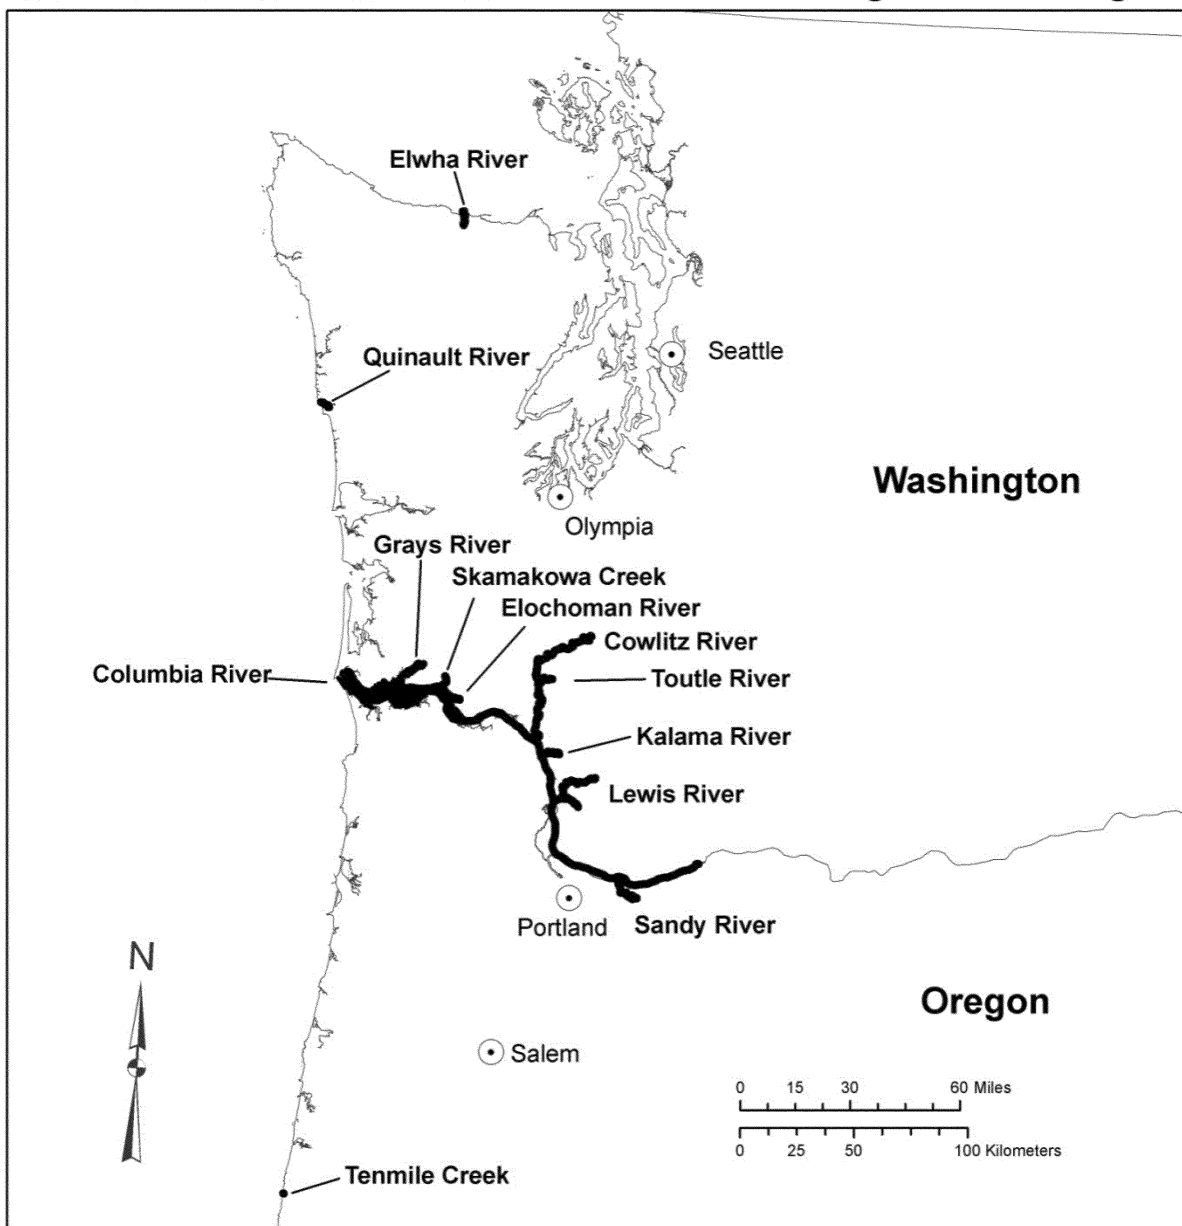 Elwha River
Quinault River
Seattle
Washington
Olympia
Grays River
Skamakowa Creek
Elochoman River
Cowlitz River
Columbia River
Toutle River
Kalama River
Lewis River
Portland
Sandy River
N
Oregon
Salem
0 15 30 60 Miles
0 25 50 100 Kilometers
Tenmile Creek